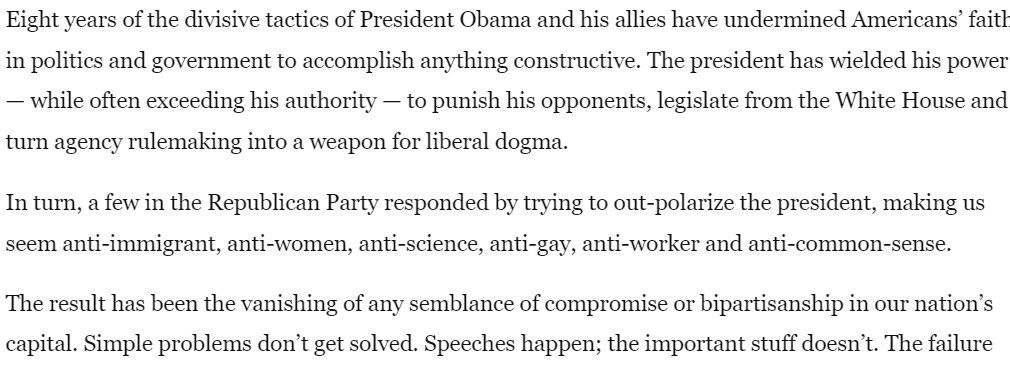 Eight years of the divisive tactics of President Obama and his allies have undermined Americans’ faith
in politics and government to accomplish anything constructive. The president has wielded his power
— while often exceeding his authority — to punish his opponents, legislate from the White House and
turn agency rulemaking into a weapon for liberal dogma.
In turn, a few in the Republican Party responded by trying to out-polarize the president, making us
seem anti-immigrant, anti-women, anti-science, anti-gay, anti-worker and anti-common-sense.
The result has been the vanishing of any semblance of compromise or bipartisanship in our nation’s
capital. Simple problems don’t get solved. Speeches happen; the important stuff doesn’t. The failure